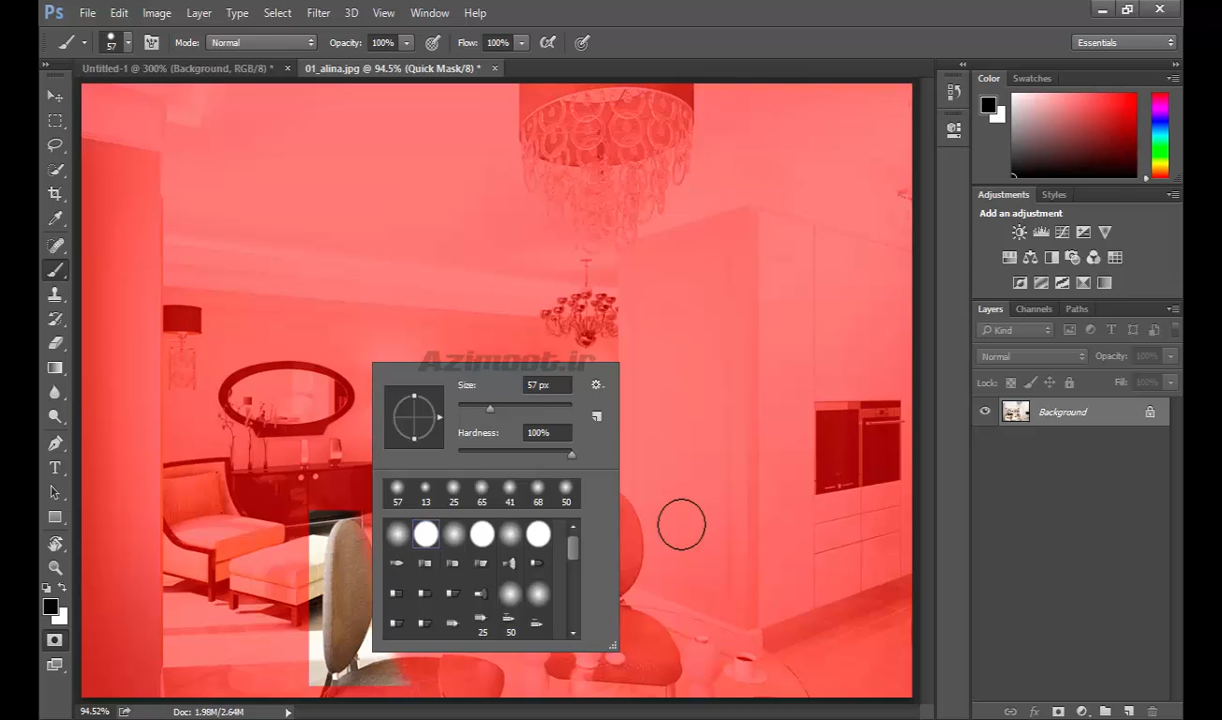 Ps File Edit Image Layer Type Select Filter 3D View Window Help
57 Mode: Normal Opacity: 100% Flow: 100% Essentials
Untitled-1 @ 300% (Background, RGB/8) * × 01_alina.jpg @ 94.5% (Quick Mask/8) * ×
Color Swatches
Adjustments Styles
Add an adjustment
Layers Channels Paths
Kind
Normal Opacity: 100%
Lock: Fill: 100%
Background
Azimoot.ir
Size: 57 px
Hardness: 100%
57 13 25 65 41 68 50
25 50
94.52% Doc: 1.98M/2.64M